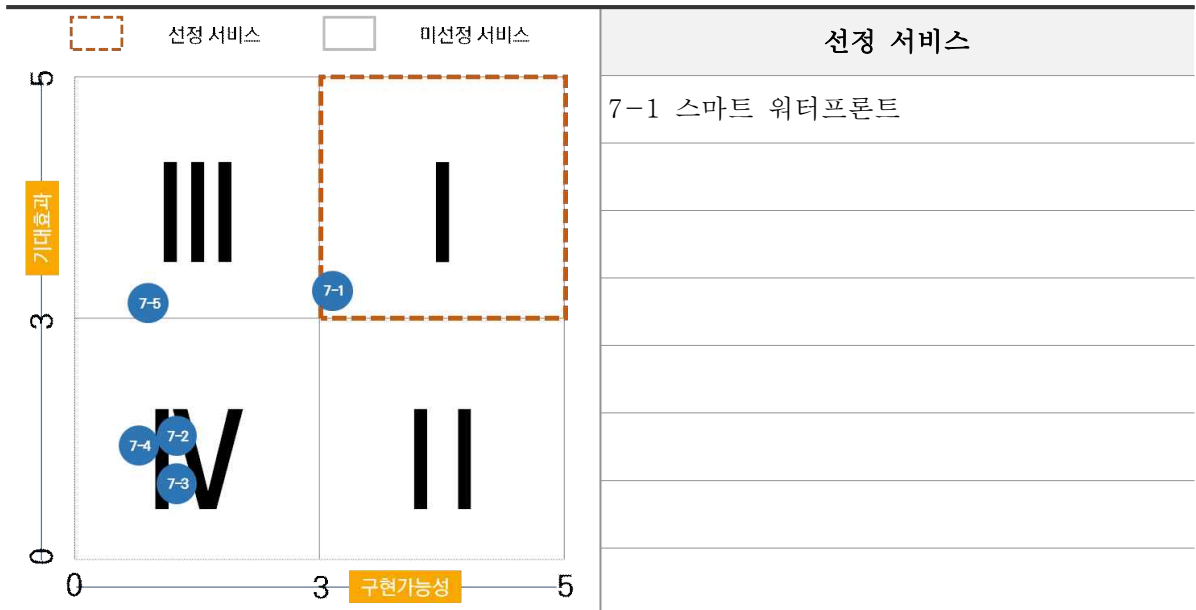 선정 서비스
미선정 서비스
선정 서비스
7-1 스마트 워터프론트
5
III
I
기대효과
7-5
7-1
3
7-4
7-2
IV
II
7-3
0
0
3
구현가능성
5